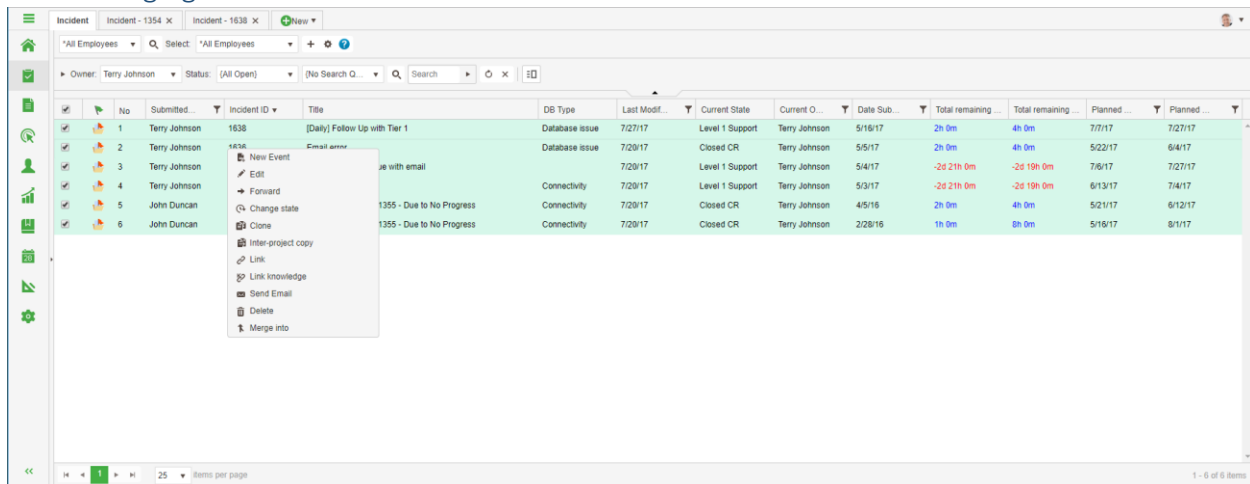 Incident Incident - 1354 × Incident - 1638 × New
*All Employees Select: *All Employees
Owner: Terry Johnson Status: (All Open) (No Search Q... Search
No Submitted... Incident ID Title DB Type Last Modif... Current State Current O... Date Sub... Total remaining ... Total remaining ... Planned ... Planned ...
1 Terry Johnson 1638 [Daily] Follow Up with Tier 1 Database issue 7/27/17 Level 1 Support Terry Johnson 5/16/17 2h 0m 4h 0m 7/7/17 7/27/17
2 Terry Johnson 1636 Email error Database issue 7/20/17 Closed CR Terry Johnson 5/5/17 2h 0m 4h 0m 5/22/17 6/4/17
New Event
3 Terry Johnson ue with email 7/20/17 Level 1 Support Terry Johnson 5/4/17 -2d 21h 0m -2d 19h 0m 7/6/17 7/27/17
Edit
4 Terry Johnson Connectivity 7/20/17 Level 1 Support Terry Johnson 5/3/17 -2d 21h 0m -2d 19h 0m 6/13/17 7/4/17
Forward
5 John Duncan 1355 - Due to No Progress Connectivity 7/20/17 Closed CR Terry Johnson 4/5/16 2h 0m 4h 0m 5/21/17 6/12/17
Change state
6 John Duncan 1355 - Due to No Progress Connectivity 7/20/17 Closed CR Terry Johnson 2/28/16 1h 0m 8h 0m 5/16/17 8/1/17
Clone
Inter-project copy
Link
Link knowledge
Send Email
Delete
Merge into
20
1 25 items per page 1 - 6 of 6 items